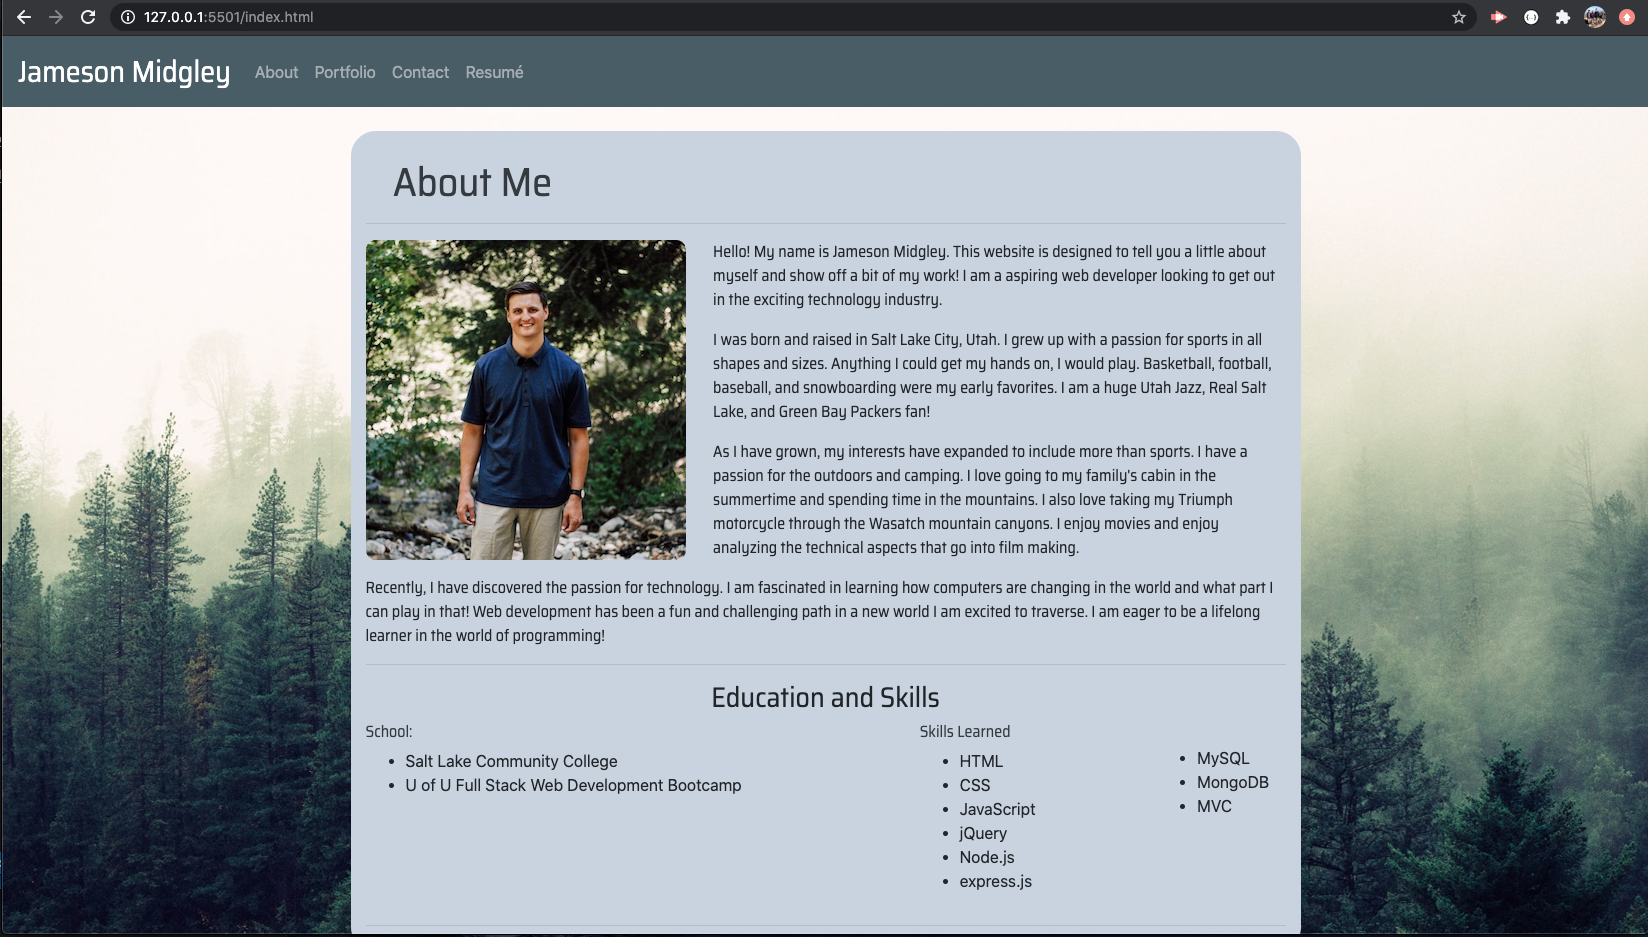 127.0.0.1:5501/index.html
Jameson Midgley
About Portfolio Contact Resumé
About Me
Hello! My name is Jameson Midgley. This website is designed to tell you a little about
myself and show off a bit of my work! I am a aspiring web developer looking to get out
in the exciting technology industry.
I was born and raised in Salt Lake City, Utah. I grew up with a passion for sports in all
shapes and sizes. Anything I could get my hands on, I would play. Basketball, football,
baseball, and snowboarding were my early favorites. I am a huge Utah Jazz, Real Salt
Lake, and Green Bay Packers fan!
As I have grown, my interests have expanded to include more than sports. I have a
passion for the outdoors and camping. I love going to my family's cabin in the
summertime and spending time in the mountains. I also love taking my Triumph
motorcycle through the Wasatch mountain canyons. I enjoy movies and enjoy
analyzing the technical aspects that go into film making.
Recently, I have discovered the passion for technology. I am fascinated in learning how computers are changing in the world and what part I
can play in that! Web development has been a fun and challenging path in a new world I am excited to traverse. I am eager to be a lifelong
learner in the world of programming!
Education and Skills
School:
Salt Lake Community College
U of U Full Stack Web Development Bootcamp
Skills Learned
HTML
CSS
JavaScript
jQuery
Node.js
express.js
MySQL
MongoDB
MVC